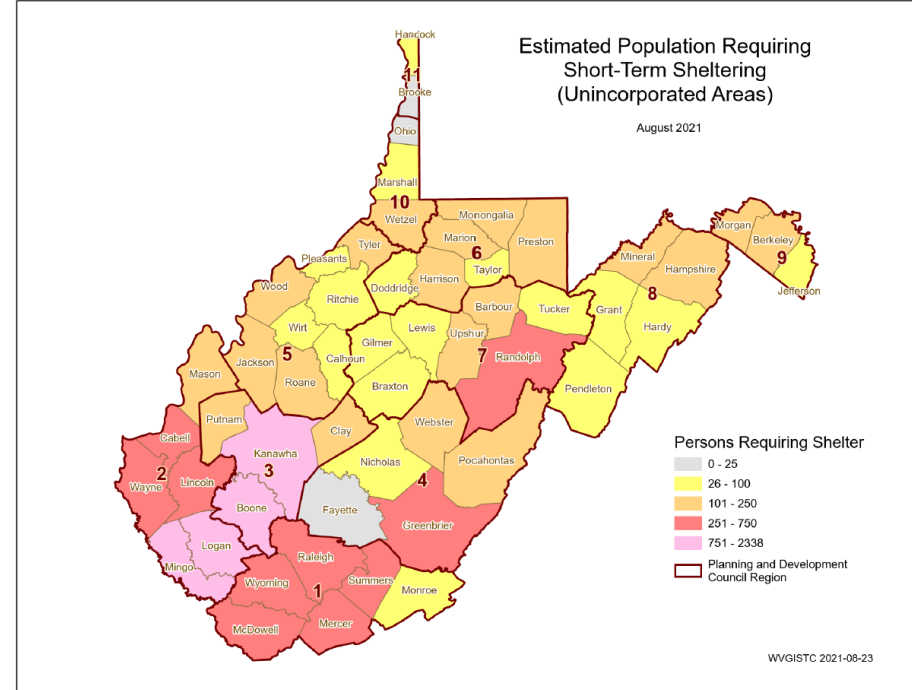 Estimated Population Requiring
Short-Term Sheltering
(Unincorporated Areas)
August 2021
Hancock
11
Brooke
Ohio
Marshall
10
Wetzel
Monongalia
Marion
6
Preston
Tyler
Pleasants
Taylor
Harrison
Doddridge
Wood
Ritchie
Morgan
Berkeley
9
Jefferson
Mineral
Hampshire
8
Barbour
Tucker
Grant
Hardy
Wirt
Lewis
Upshur
Gilmer
Calhoun
5
7
Randolph
Jackson
Roane
Mason
Braxton
Pendleton
Putnam
Clay
Webster
Cabell
Kanawha
3
Nicholas
Pocahontas
2
Wayne
Lincoln
4
Boone
Fayette
Greenbrier
Logan
Mingo
Raleigh
Wyoming
1
Summers
Monroe
McDowell
Mercer
Persons Requiring Shelter
0 - 25
26 - 100
101 - 250
251 - 750
751 - 2338
Planning and Development
Council Region
WVGISTC 2021-08-23